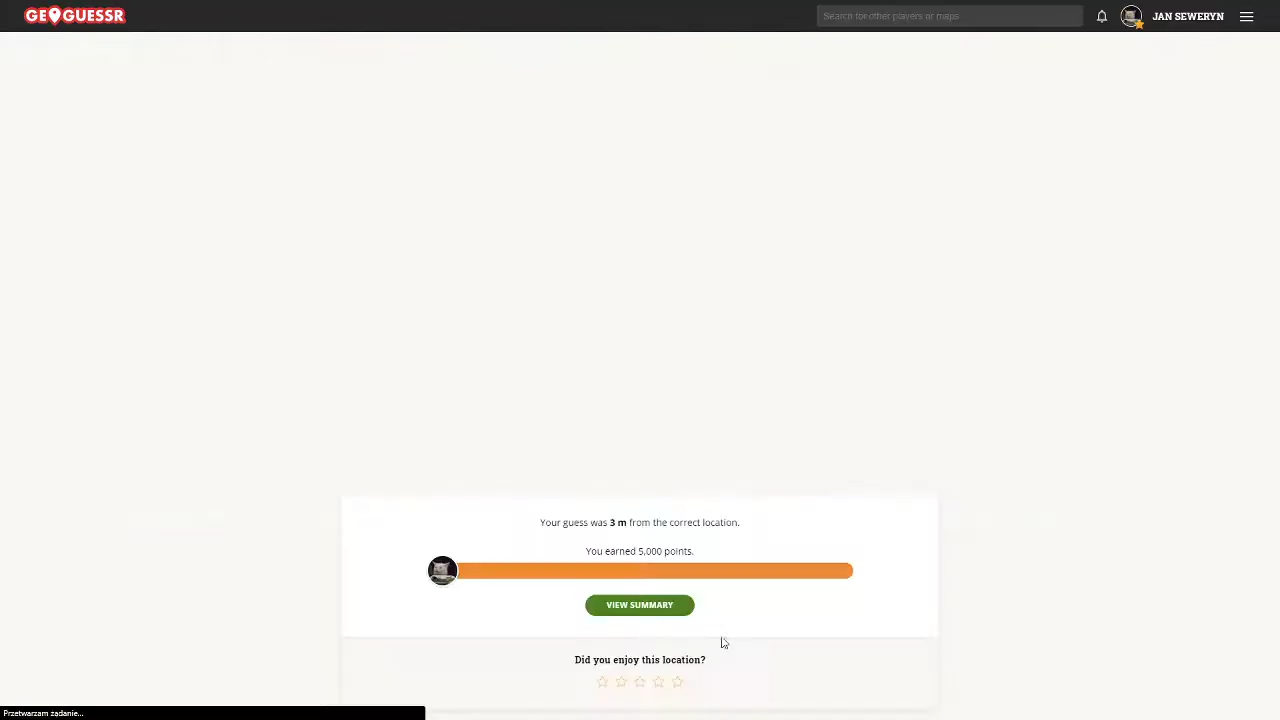 GEOGUESSR
Search for other players or maps
JAN SEWERYN
Your guess was 3 m from the correct location.
You earned 5,000 points.
VIEW SUMMARY
Did you enjoy this location?
Przetwarzam żądanie...